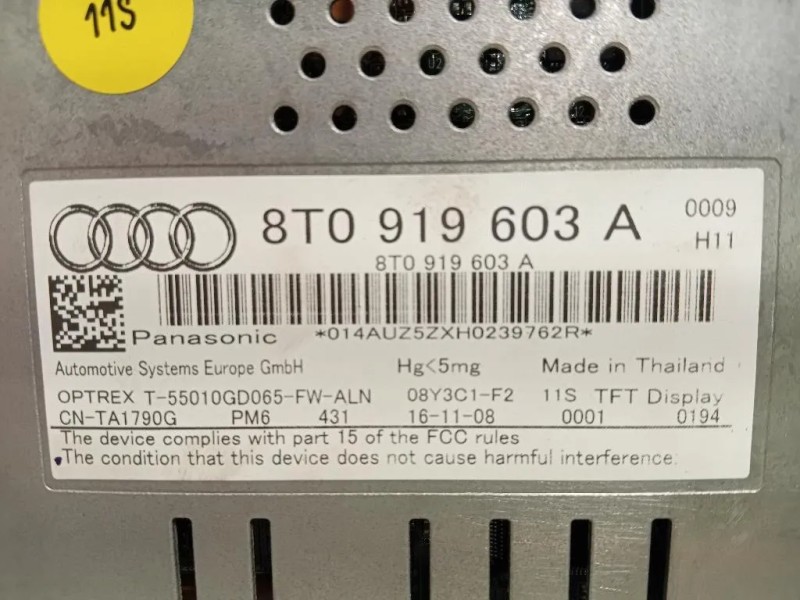 11S
8T0 919 603 A 0009
H11
8T0 919 603 A
Panasonic *014AUZ5ZXH0239762R*
Automotive Systems Europe GmbH Hg<5mg Made in Thailand
OPTREX T-55010GD065-FW-ALN 08Y3C1-F2 11S TFT Display
CN-TA1790G PM6 431 16-11-08 0001 0194
The device complies with part 15 of the FCC rules
The condition that this device does not cause harmful interference.